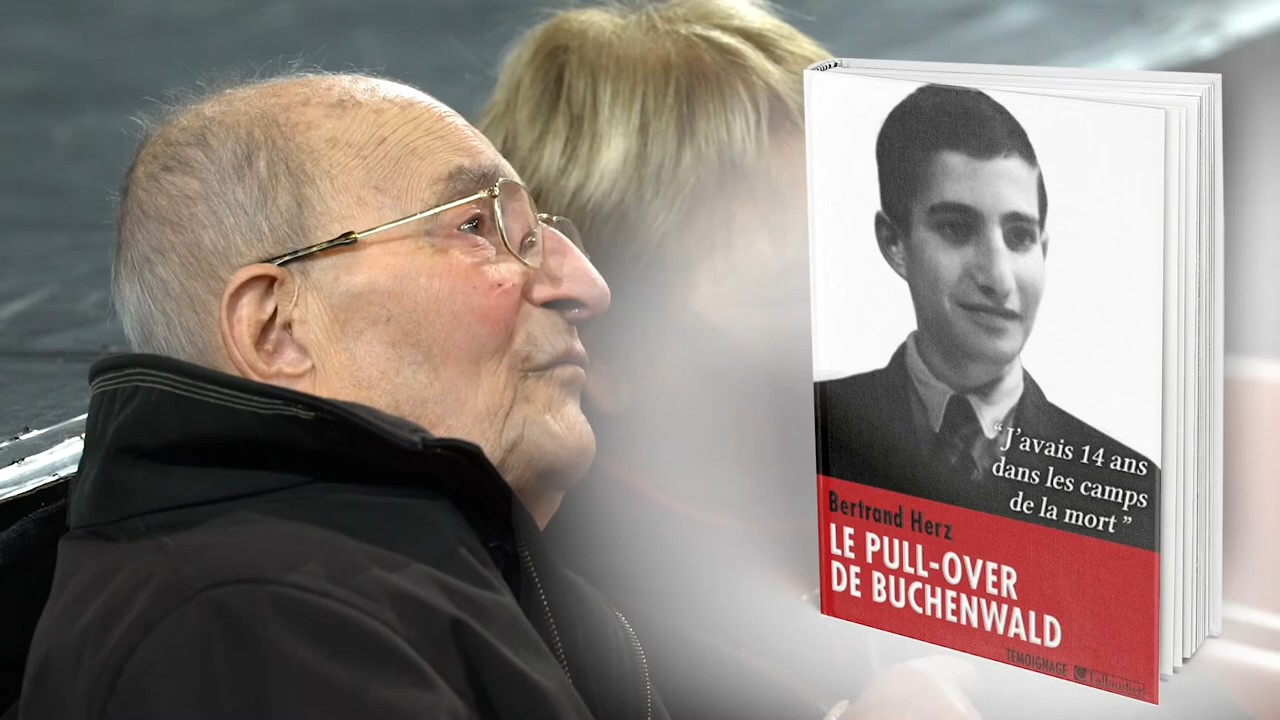 “J’avais 14 ans
dans les camps
de la mort”
Bertrand Herz
LE PULL-OVER
DE BUCHENWALD
TÉMOIGNAGE Tallandier